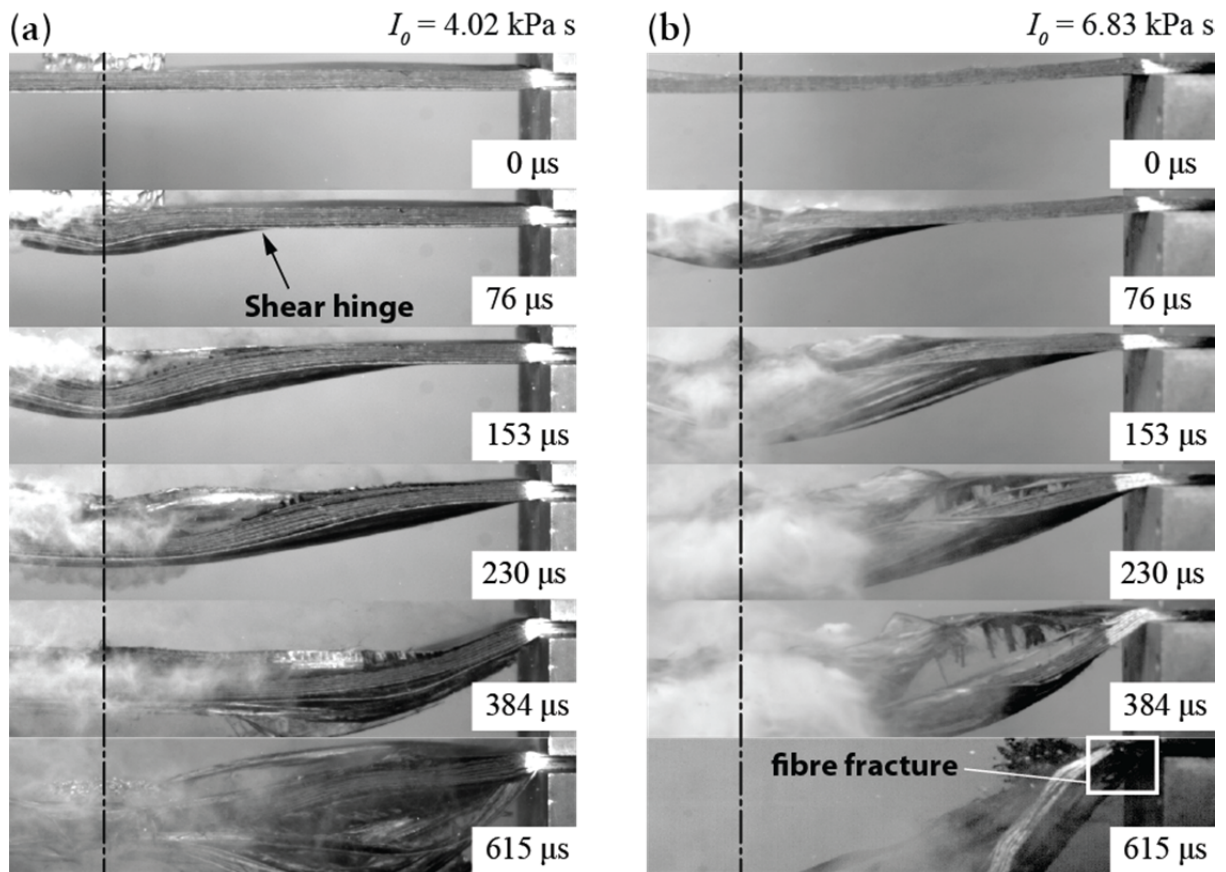 (a)
I₀ = 4.02 kPa s
0 μs
76 μs
Shear hinge
153 μs
230 μs
384 μs
615 μs
(b)
I₀ = 6.83 kPa s
0 μs
76 μs
153 μs
230 μs
384 μs
fibre fracture
615 μs